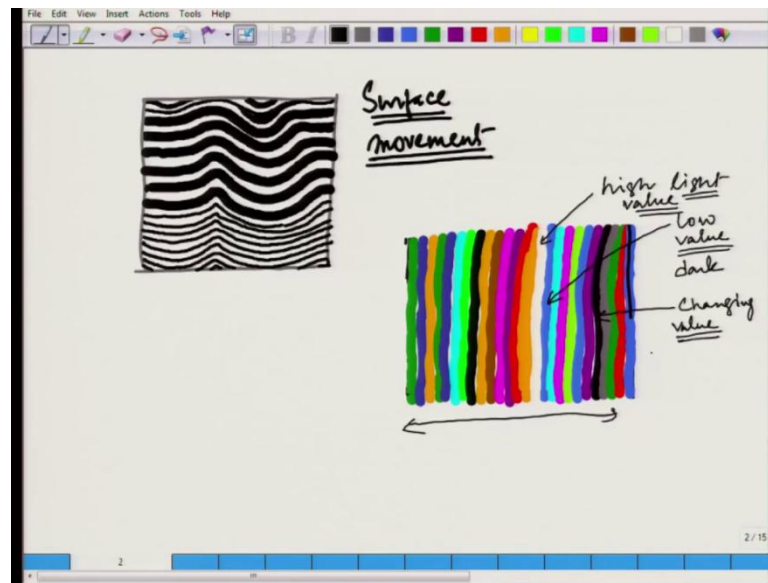 File Edit View Insert Actions Tools Help
B I
Surface
movement
high light
value
low
value
dark
changing
value
2 / 15
2